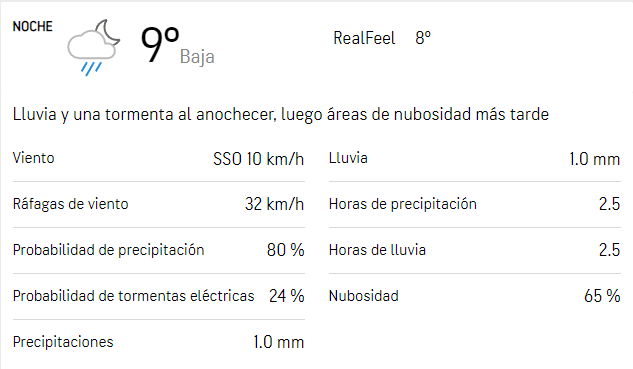 NOCHE
9° Baja
RealFeel 8°
Lluvia y una tormenta al anochecer, luego áreas de nubosidad más tarde
Viento SSO 10 km/h
Lluvia 1.0 mm
Ráfagas de viento 32 km/h
Horas de precipitación 2.5
Probabilidad de precipitación 80 %
Horas de lluvia 2.5
Probabilidad de tormentas eléctricas 24 %
Nubosidad 65 %
Precipitaciones 1.0 mm